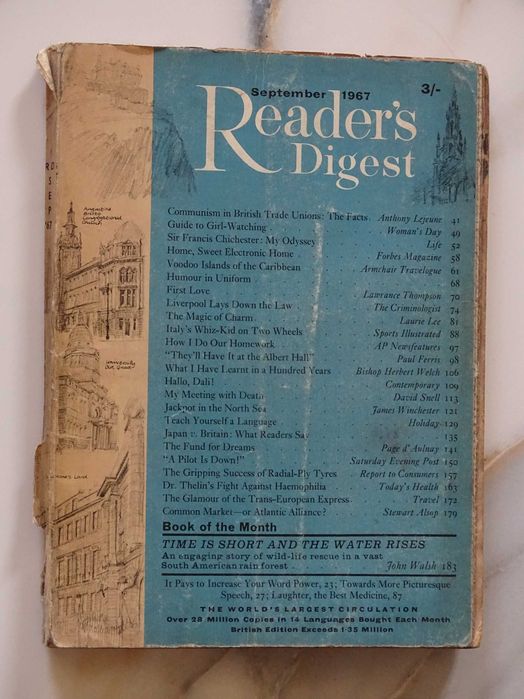 September 1967
3/-
Reader's
Digest
Communism in British Trade Unions: The Facts Anthony Lejeune 41
Guide to Girl-Watching Woman's Day 49
Sir Francis Chichester: My Odyssey Life 52
Home, Sweet Electronic Home Forbes Magazine 58
Voodoo Islands of the Caribbean Armchair Travelogue 61
Humour in Uniform 68
First Love Lawrance Thompson 70
Liverpool Lays Down the Law The Criminologist 74
The Magic of Charm Laurie Lee 81
Italy's Whiz-Kid on Two Wheels Sports Illustrated 88
How I Do Our Homework AP Newsfeatures 97
"They'll Have It at the Albert Hall" Paul Ferris 98
What I Have Learnt in a Hundred Years Bishop Herbert Welch 106
Hallo, Dali! Contemporary 109
My Meeting with Death David Snell 113
Jackpot in the North Sea James Winchester 121
Teach Yourself a Language Holiday 129
Japan v. Britain: What Readers Say 135
The Fund for Dreams Page d'Aulnay 141
"A Pilot Is Down!" Saturday Evening Post 150
The Gripping Success of Radial-Ply Tyres Report to Consumers 157
Dr. Thelin's Fight Against Haemophilia Today's Health 163
The Glamour of the Trans-European Express Travel 172
Common Market—or Atlantic Alliance? Stewart Alsop 179
Book of the Month
TIME IS SHORT AND THE WATER RISES
An engaging story of wild-life rescue in a vast
South American rain forest John Walsh 183
It Pays to Increase Your Word Power, 23; Towards More Picturesque
Speech, 27; Laughter, the Best Medicine, 87
THE WORLD'S LARGEST CIRCULATION
Over 28 Million Copies in 14 Languages Bought Each Month
British Edition Exceeds 1·35 Million